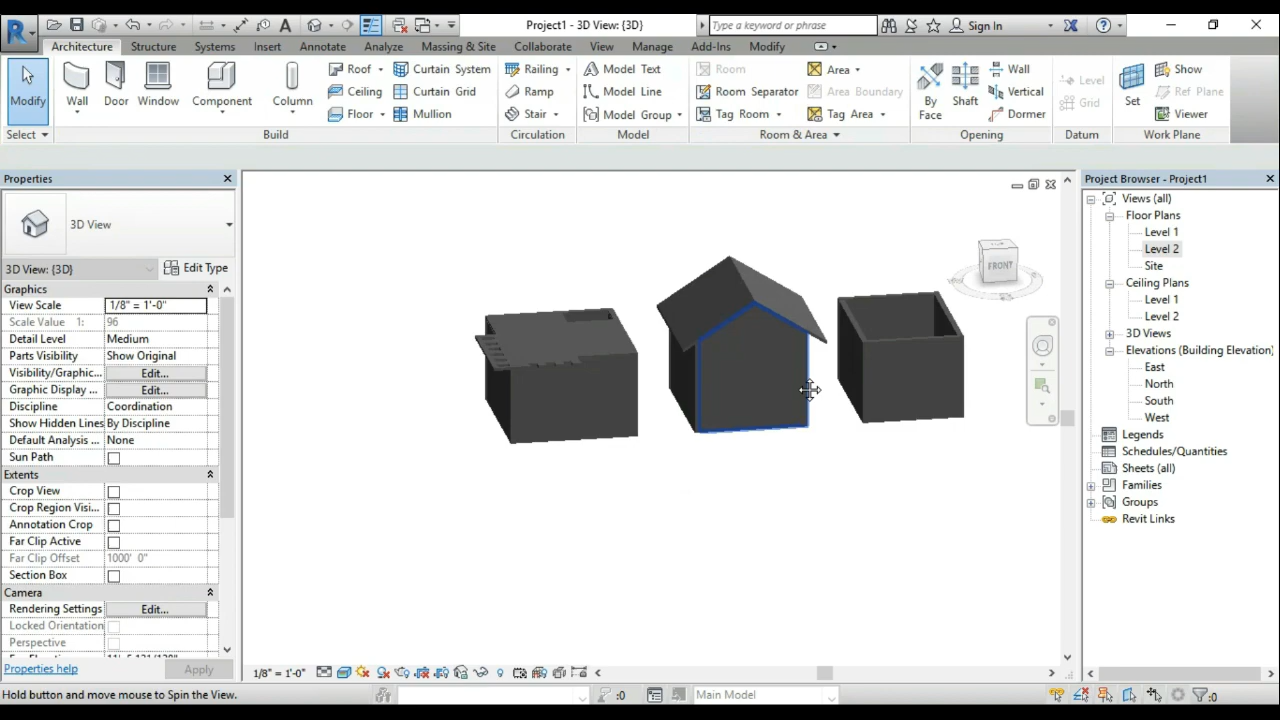 Project1 - 3D View: {3D}
Type a keyword or phrase
Sign In
Architecture Structure Systems Insert Annotate Analyze Massing & Site Collaborate View Manage Add-Ins Modify
Modify Wall Door Window Component Column
Roof Curtain System
Ceiling Curtain Grid
Floor Mullion
Railing Model Text Room Area
Ramp Model Line Room Separator Area Boundary
Stair Model Group Tag Room Tag Area
By Face Shaft Wall Vertical Dormer
Level Grid
Set Show Ref Plane Viewer
Select Build Circulation Model Room & Area Opening Datum Work Plane
Properties
3D View
3D View: {3D} Edit Type
Graphics
View Scale 1/8" = 1'-0"
Scale Value 1: 96
Detail Level Medium
Parts Visibility Show Original
Visibility/Graphic... Edit...
Graphic Display ... Edit...
Discipline Coordination
Show Hidden Lines By Discipline
Default Analysis ... None
Sun Path
Extents
Crop View
Crop Region Visi...
Annotation Crop
Far Clip Active
Far Clip Offset 1000' 0"
Section Box
Camera
Rendering Settings Edit...
Locked Orientation
Perspective
Properties help Apply
FRONT
1/8" = 1'-0"
Project Browser - Project1
Views (all)
Floor Plans
Level 1
Level 2
Site
Ceiling Plans
Level 1
Level 2
3D Views
Elevations (Building Elevation)
East
North
South
West
Legends
Schedules/Quantities
Sheets (all)
Families
Groups
Revit Links
Hold button and move mouse to Spin the View.
:0
Main Model
:0